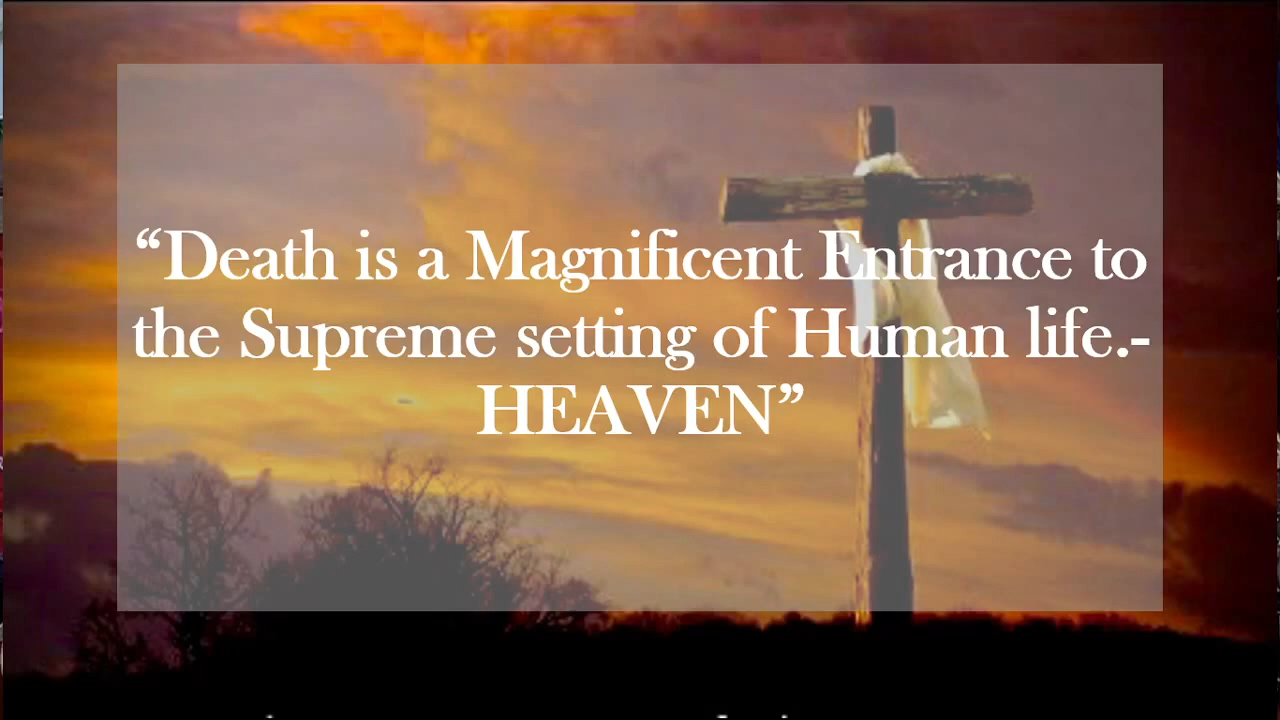 “Death is a Magnificent Entrance to
the Supreme setting of Human life.-
HEAVEN”